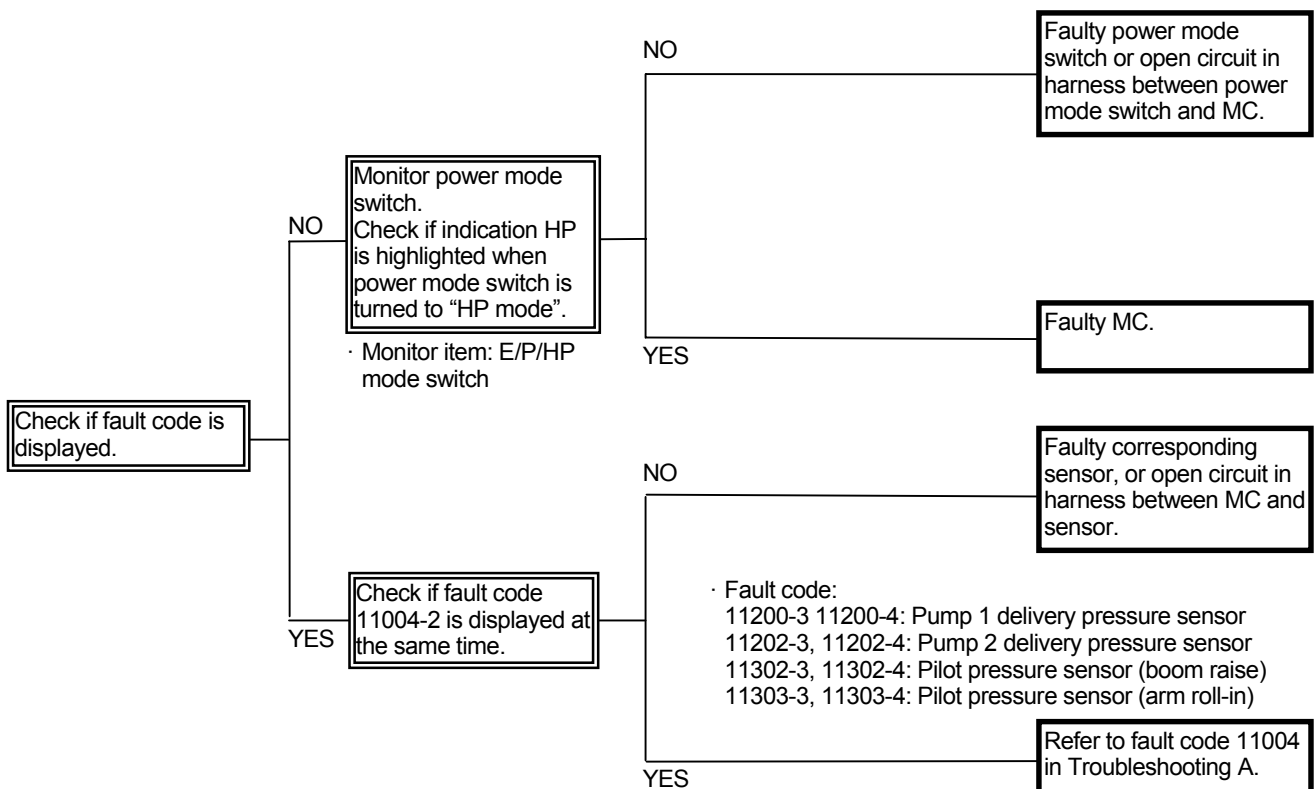 NO
Faulty power mode
switch or open circuit in
harness between power
mode switch and MC.
NO
Monitor power mode
switch.
Check if indication HP
is highlighted when
power mode switch is
turned to “HP mode”.
· Monitor item: E/P/HP
mode switch
YES
Faulty MC.
Check if fault code is
displayed.
NO
Faulty corresponding
sensor, or open circuit in
harness between MC and
sensor.
YES
Check if fault code
11004-2 is displayed at
the same time.
· Fault code:
11200-3 11200-4: Pump 1 delivery pressure sensor
11202-3, 11202-4: Pump 2 delivery pressure sensor
11302-3, 11302-4: Pilot pressure sensor (boom raise)
11303-3, 11303-4: Pilot pressure sensor (arm roll-in)
YES
Refer to fault code 11004
in Troubleshooting A.